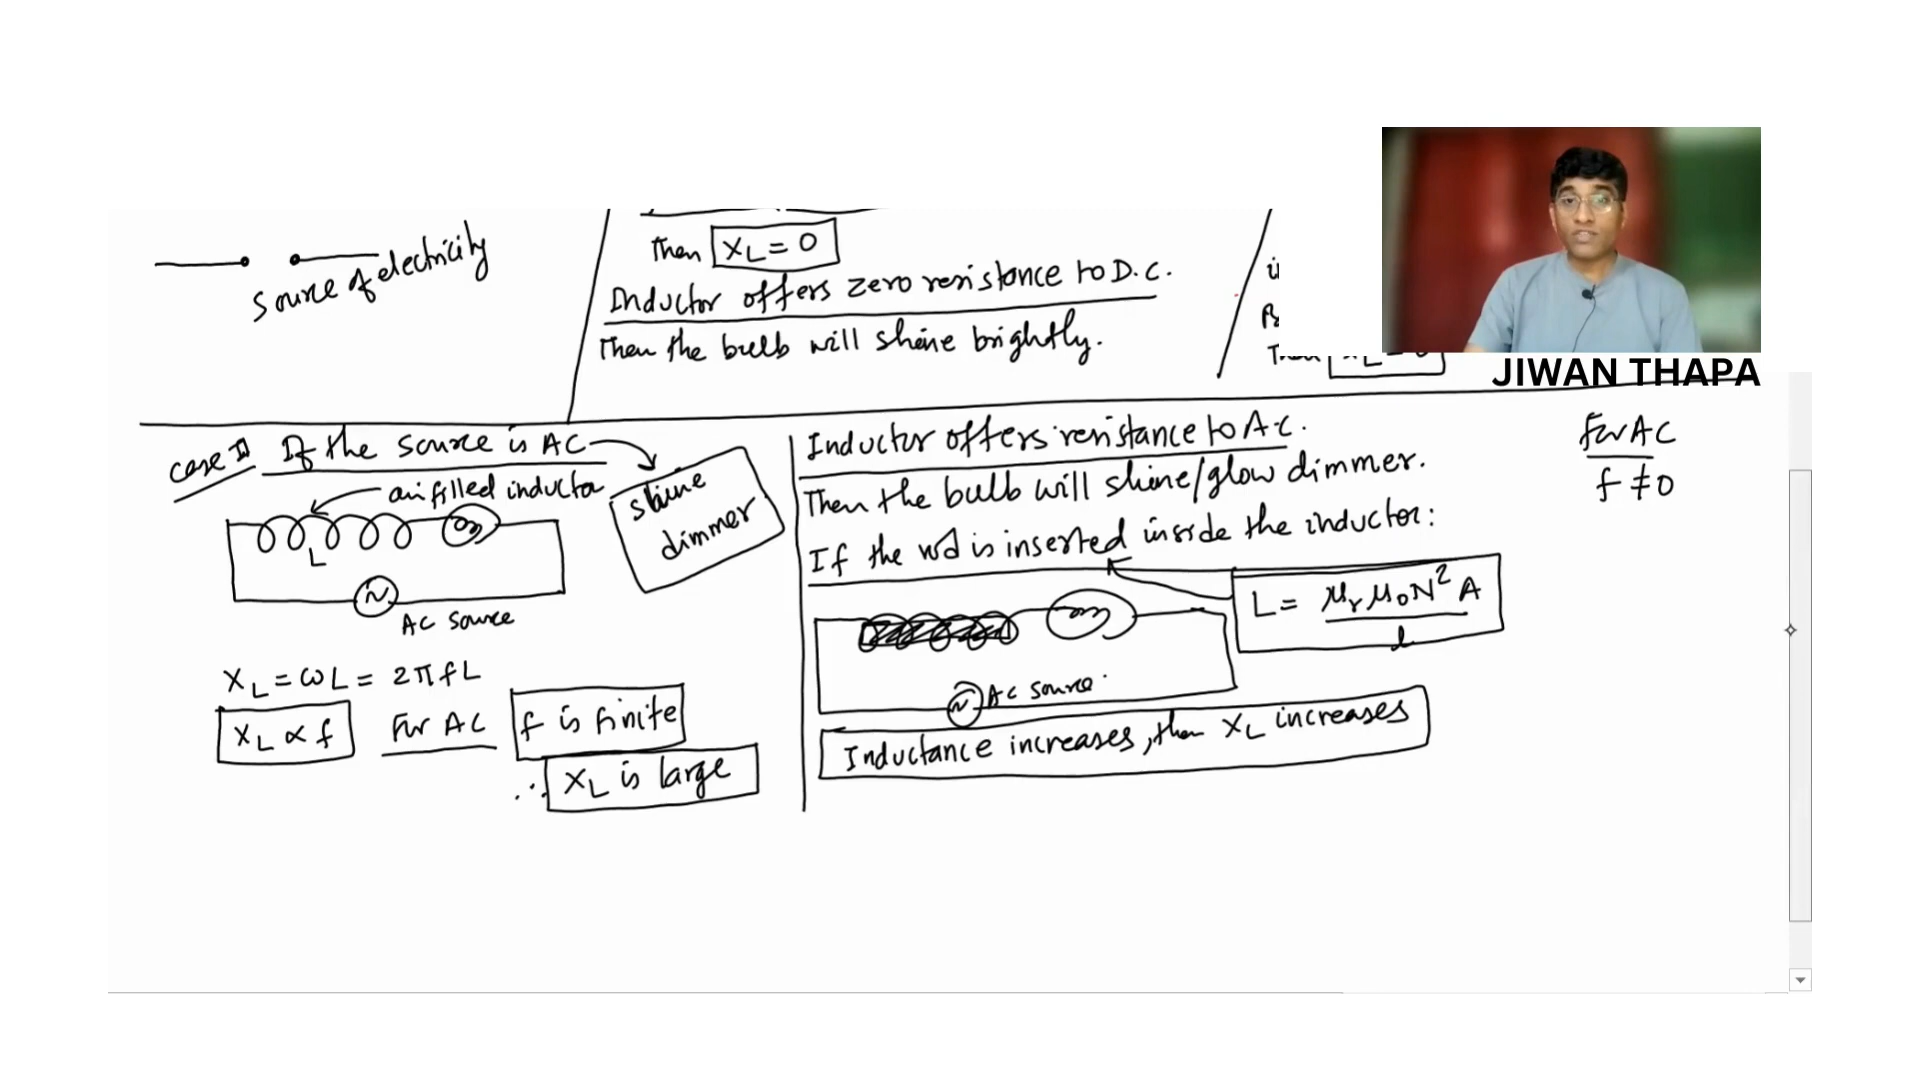 Source of electricity
Then XL = 0
Inductor offers zero resistance to D.C.
Then the bulb will shine brightly.
JIWAN THAPA
Case II If the source is AC
air filled inductor
shine
dimmer
L
~
AC source
XL = ωL = 2πfL
XL ∝ f For AC f is finite
∴ XL is large
Inductor offers resistance to A.C.
Then the bulb will shine/glow dimmer.
If the rod is inserted inside the inductor:
L = μrμ0N²A
l
~ AC source
Inductance increases, then XL increases
For AC
f ≠ 0